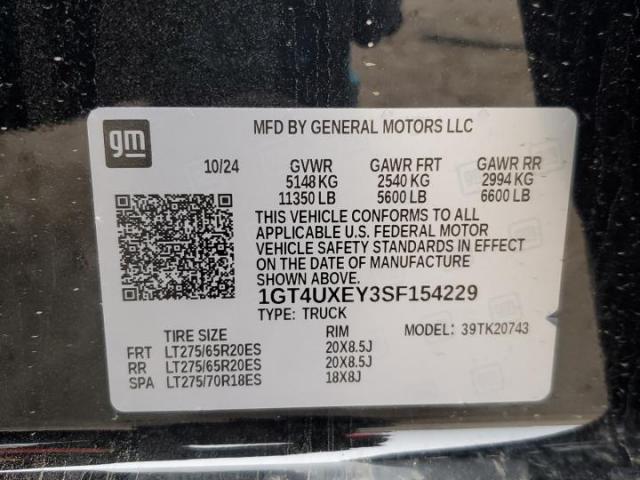 gm
MFD BY GENERAL MOTORS LLC
10/24 GVWR GAWR FRT GAWR RR
5148 KG 2540 KG 2994 KG
11350 LB 5600 LB 6600 LB
THIS VEHICLE CONFORMS TO ALL
APPLICABLE U.S. FEDERAL MOTOR
VEHICLE SAFETY STANDARDS IN EFFECT
ON THE DATE OF MANUFACTURE
SHOWN ABOVE.
1GT4UXEY3SF154229
TYPE: TRUCK MODEL: 39TK20743
TIRE SIZE RIM
FRT LT275/65R20ES 20X8.5J
RR LT275/65R20ES 20X8.5J
SPA LT275/70R18ES 18X8J